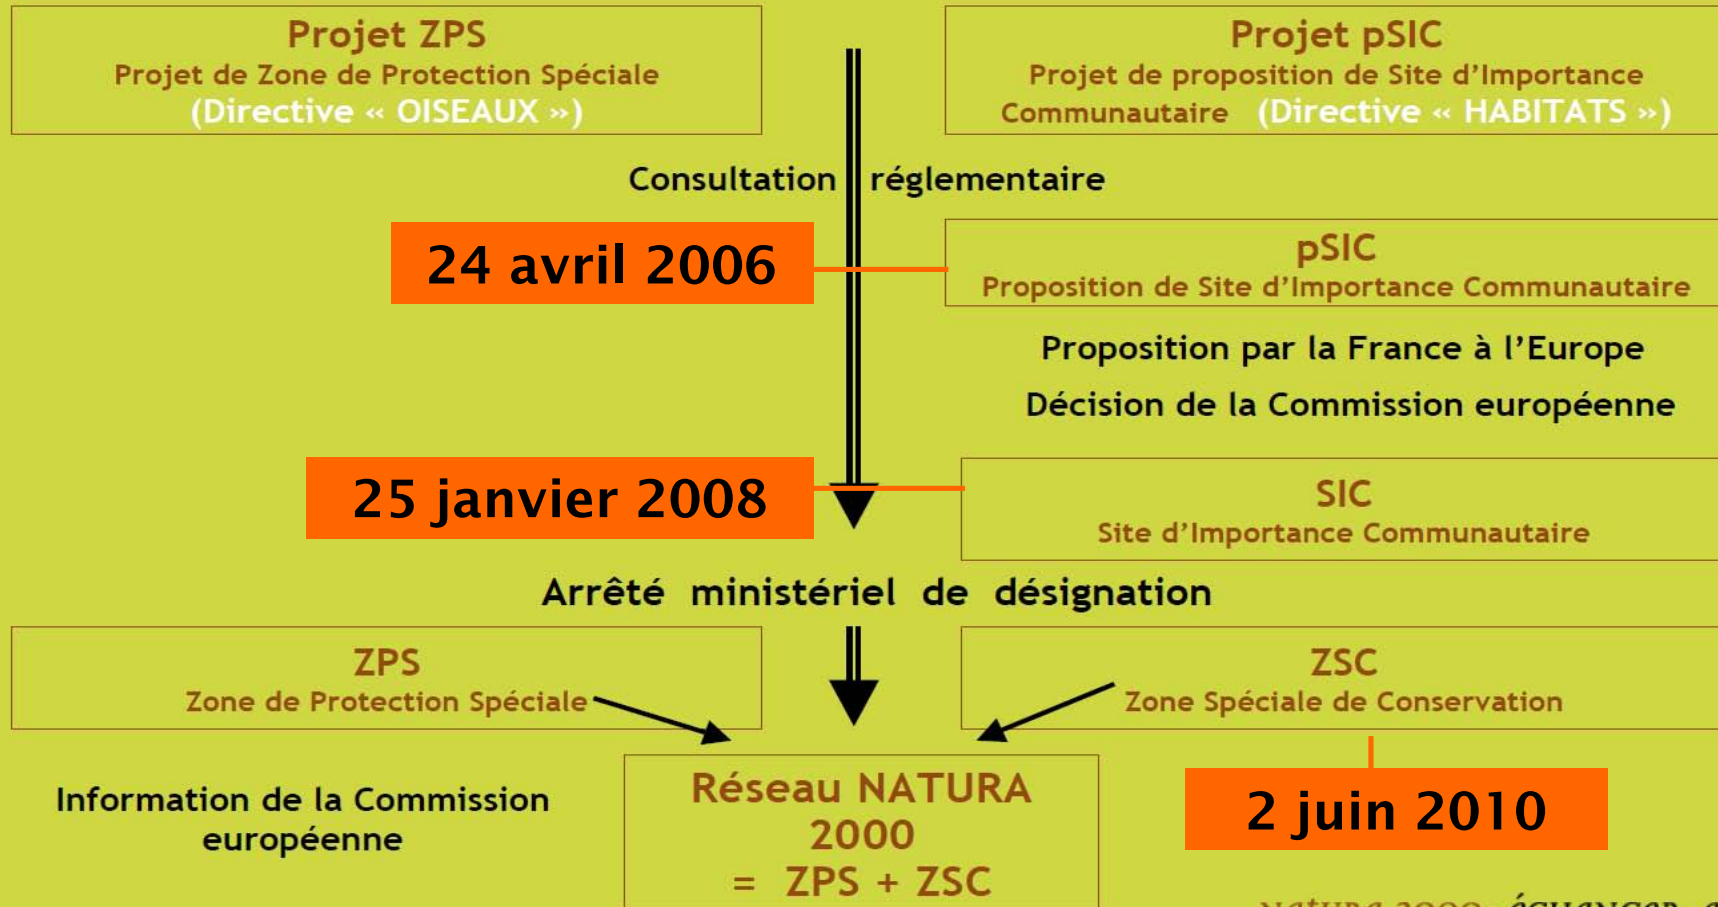 Projet ZPS
Projet de Zone de Protection Spéciale
(Directive « OISEAUX »)
Projet pSIC
Projet de proposition de Site d'Importance
Communautaire (Directive « HABITATS »)
Consultation réglementaire
24 avril 2006
pSIC
Proposition de Site d'Importance Communautaire
Proposition par la France à l'Europe
Décision de la Commission européenne
25 janvier 2008
SIC
Site d'Importance Communautaire
Arrêté ministériel de désignation
ZPS
Zone de Protection Spéciale
ZSC
Zone Spéciale de Conservation
Information de la Commission
européenne
Réseau NATURA
2000
= ZPS + ZSC
2 juin 2010